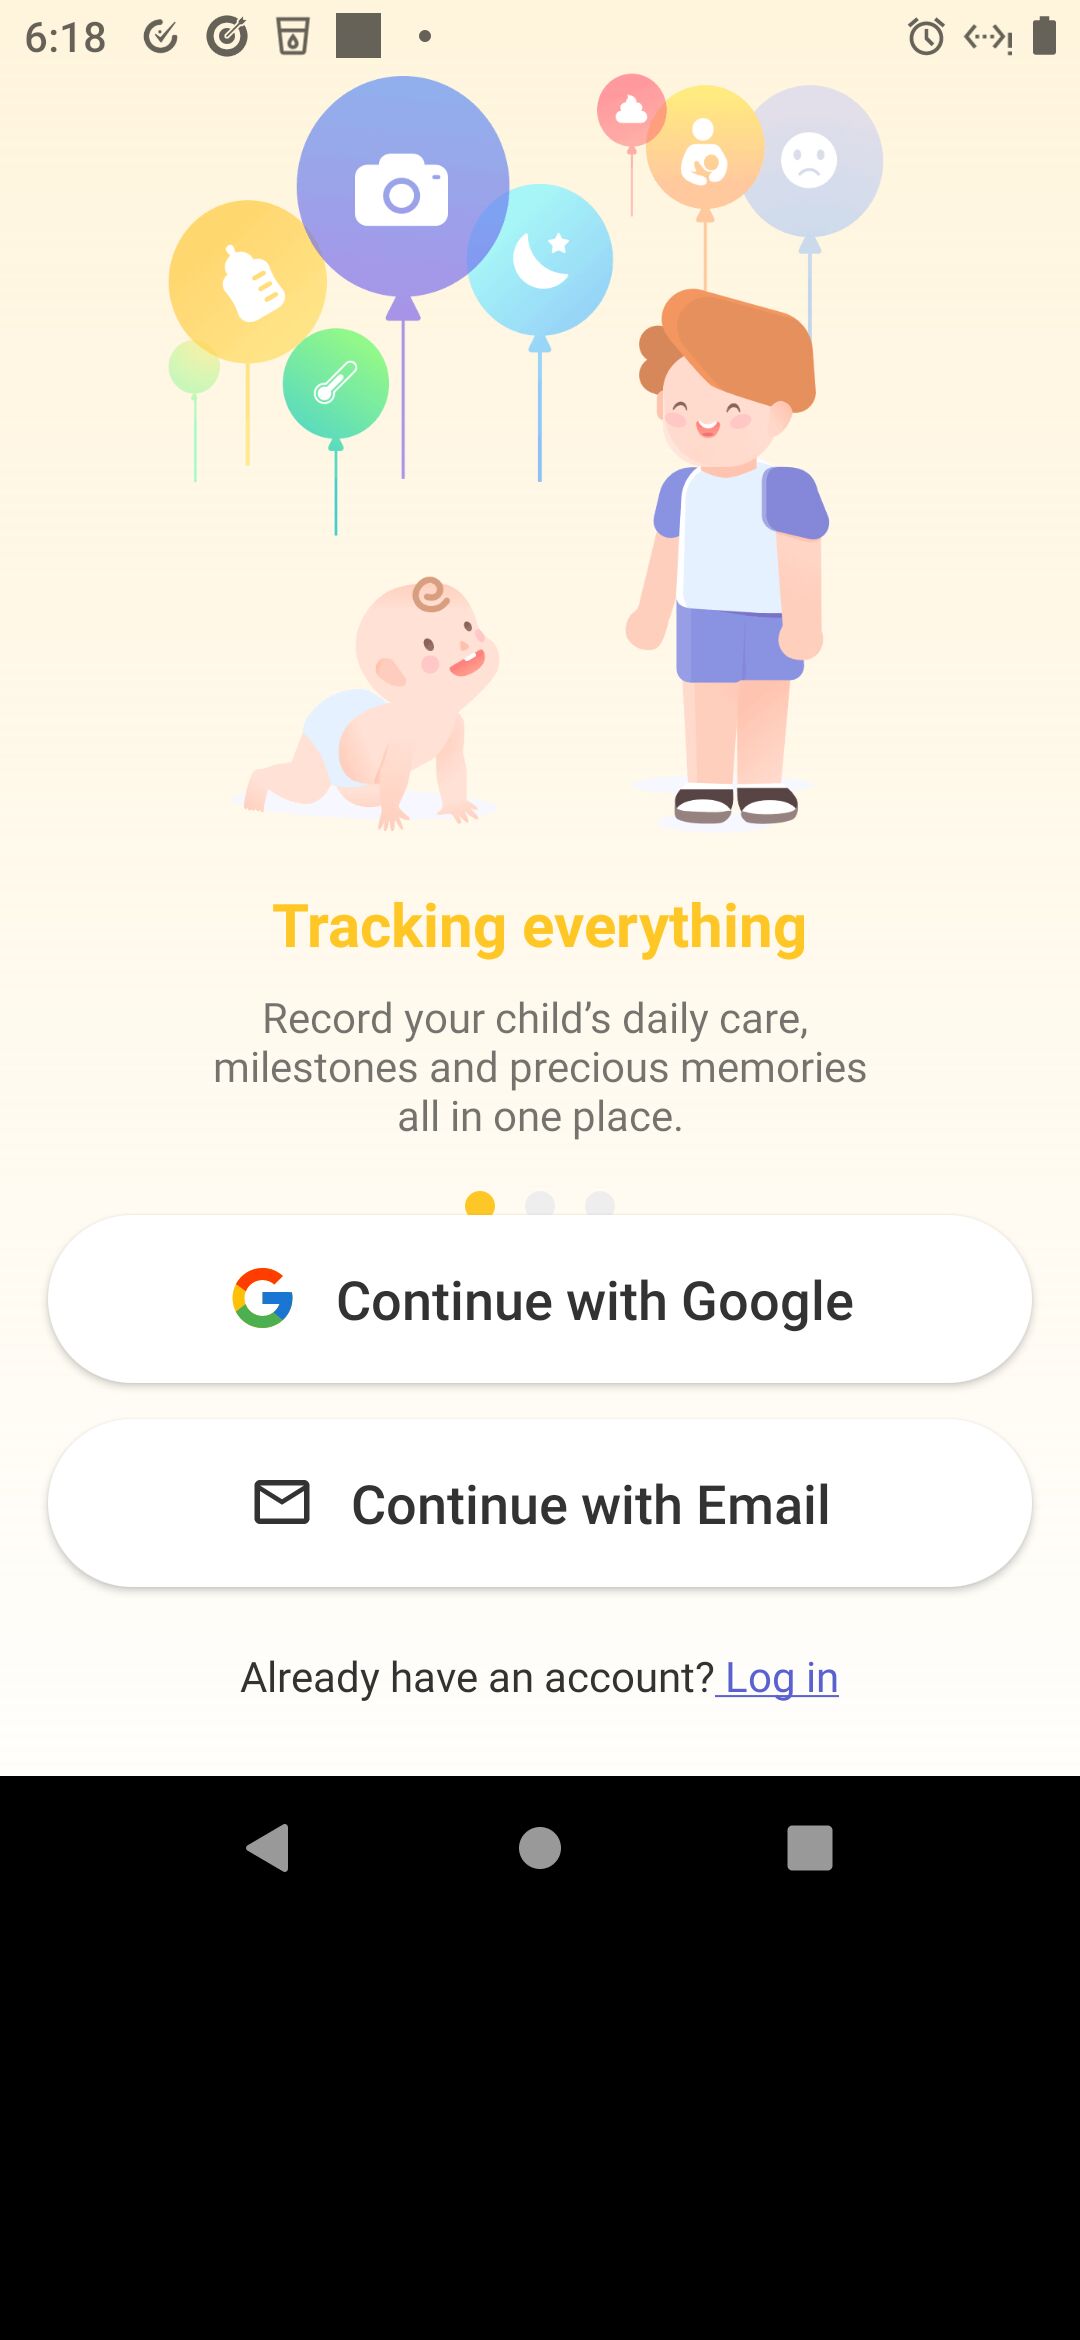 6:18
Tracking everything
Record your child’s daily care,
milestones and precious memories
all in one place.
Continue with Google
Continue with Email
Already have an account? Log in